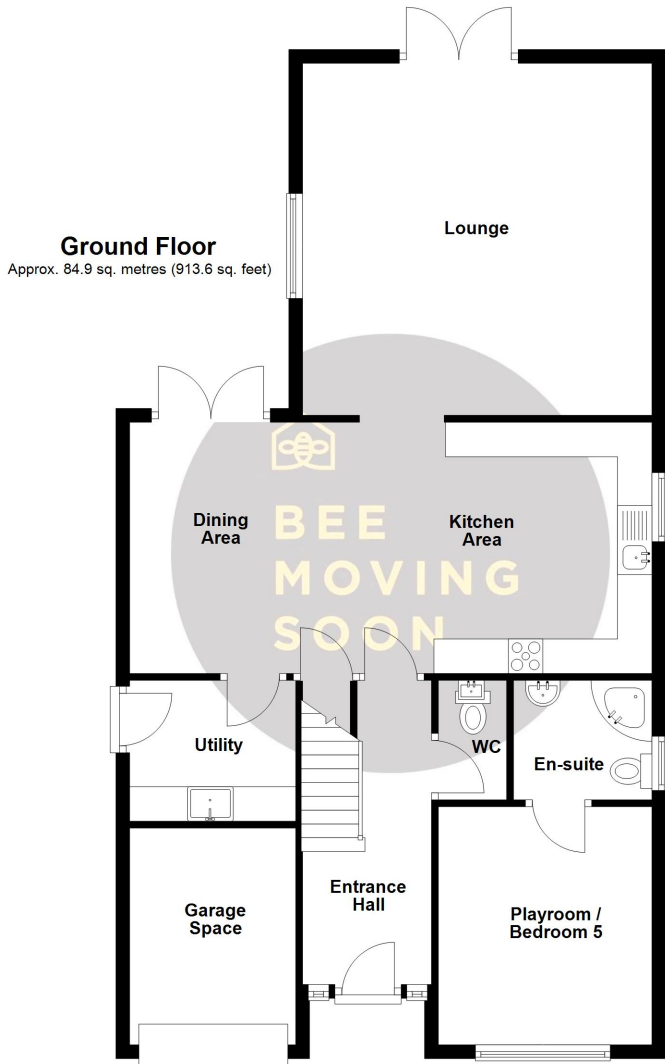 Ground Floor
Approx. 84.9 sq. metres (913.6 sq. feet)
Lounge
Dining
Area
Kitchen
Area
BEE
MOVING
SOON
Utility
WC
En-suite
Entrance
Hall
Garage
Space
Playroom /
Bedroom 5